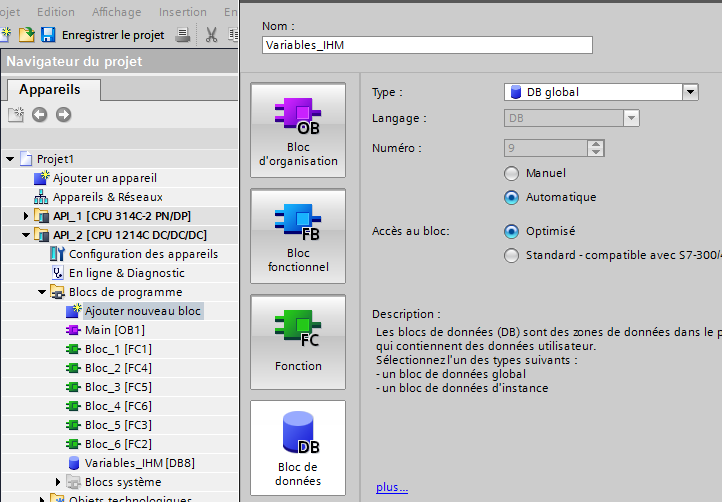 ojet Edition Affichage Insertion En
Enregistrer le projet
Navigateur du projet
Appareils
Projet1
Ajouter un appareil
Appareils & Réseaux
API_1 [CPU 314C-2 PN/DP]
API_2 [CPU 1214C DC/DC/DC]
Configuration des appareils
En ligne & Diagnostic
Blocs de programme
Ajouter nouveau bloc
Main [OB1]
Bloc_1 [FC1]
Bloc_2 [FC4]
Bloc_3 [FC5]
Bloc_4 [FC6]
Bloc_5 [FC3]
Bloc_6 [FC2]
Variables_IHM [DB8]
Blocs système
Objets technologiques
Nom :
Variables_IHM
OB
Bloc
d'organisation
FB
Bloc
fonctionnel
FC
Fonction
DB
Bloc de
données
Type : DB global
Langage : DB
Numéro : 9
Manuel
Automatique
Accès au bloc: Optimisé
Standard - compatible avec S7-300/4
Description :
Les blocs de données (DB) sont des zones de données dans le p
qui contiennent des données utilisateur.
Sélectionnez l'un des types suivants :
- un bloc de données global
- un bloc de données d'instance
plus...